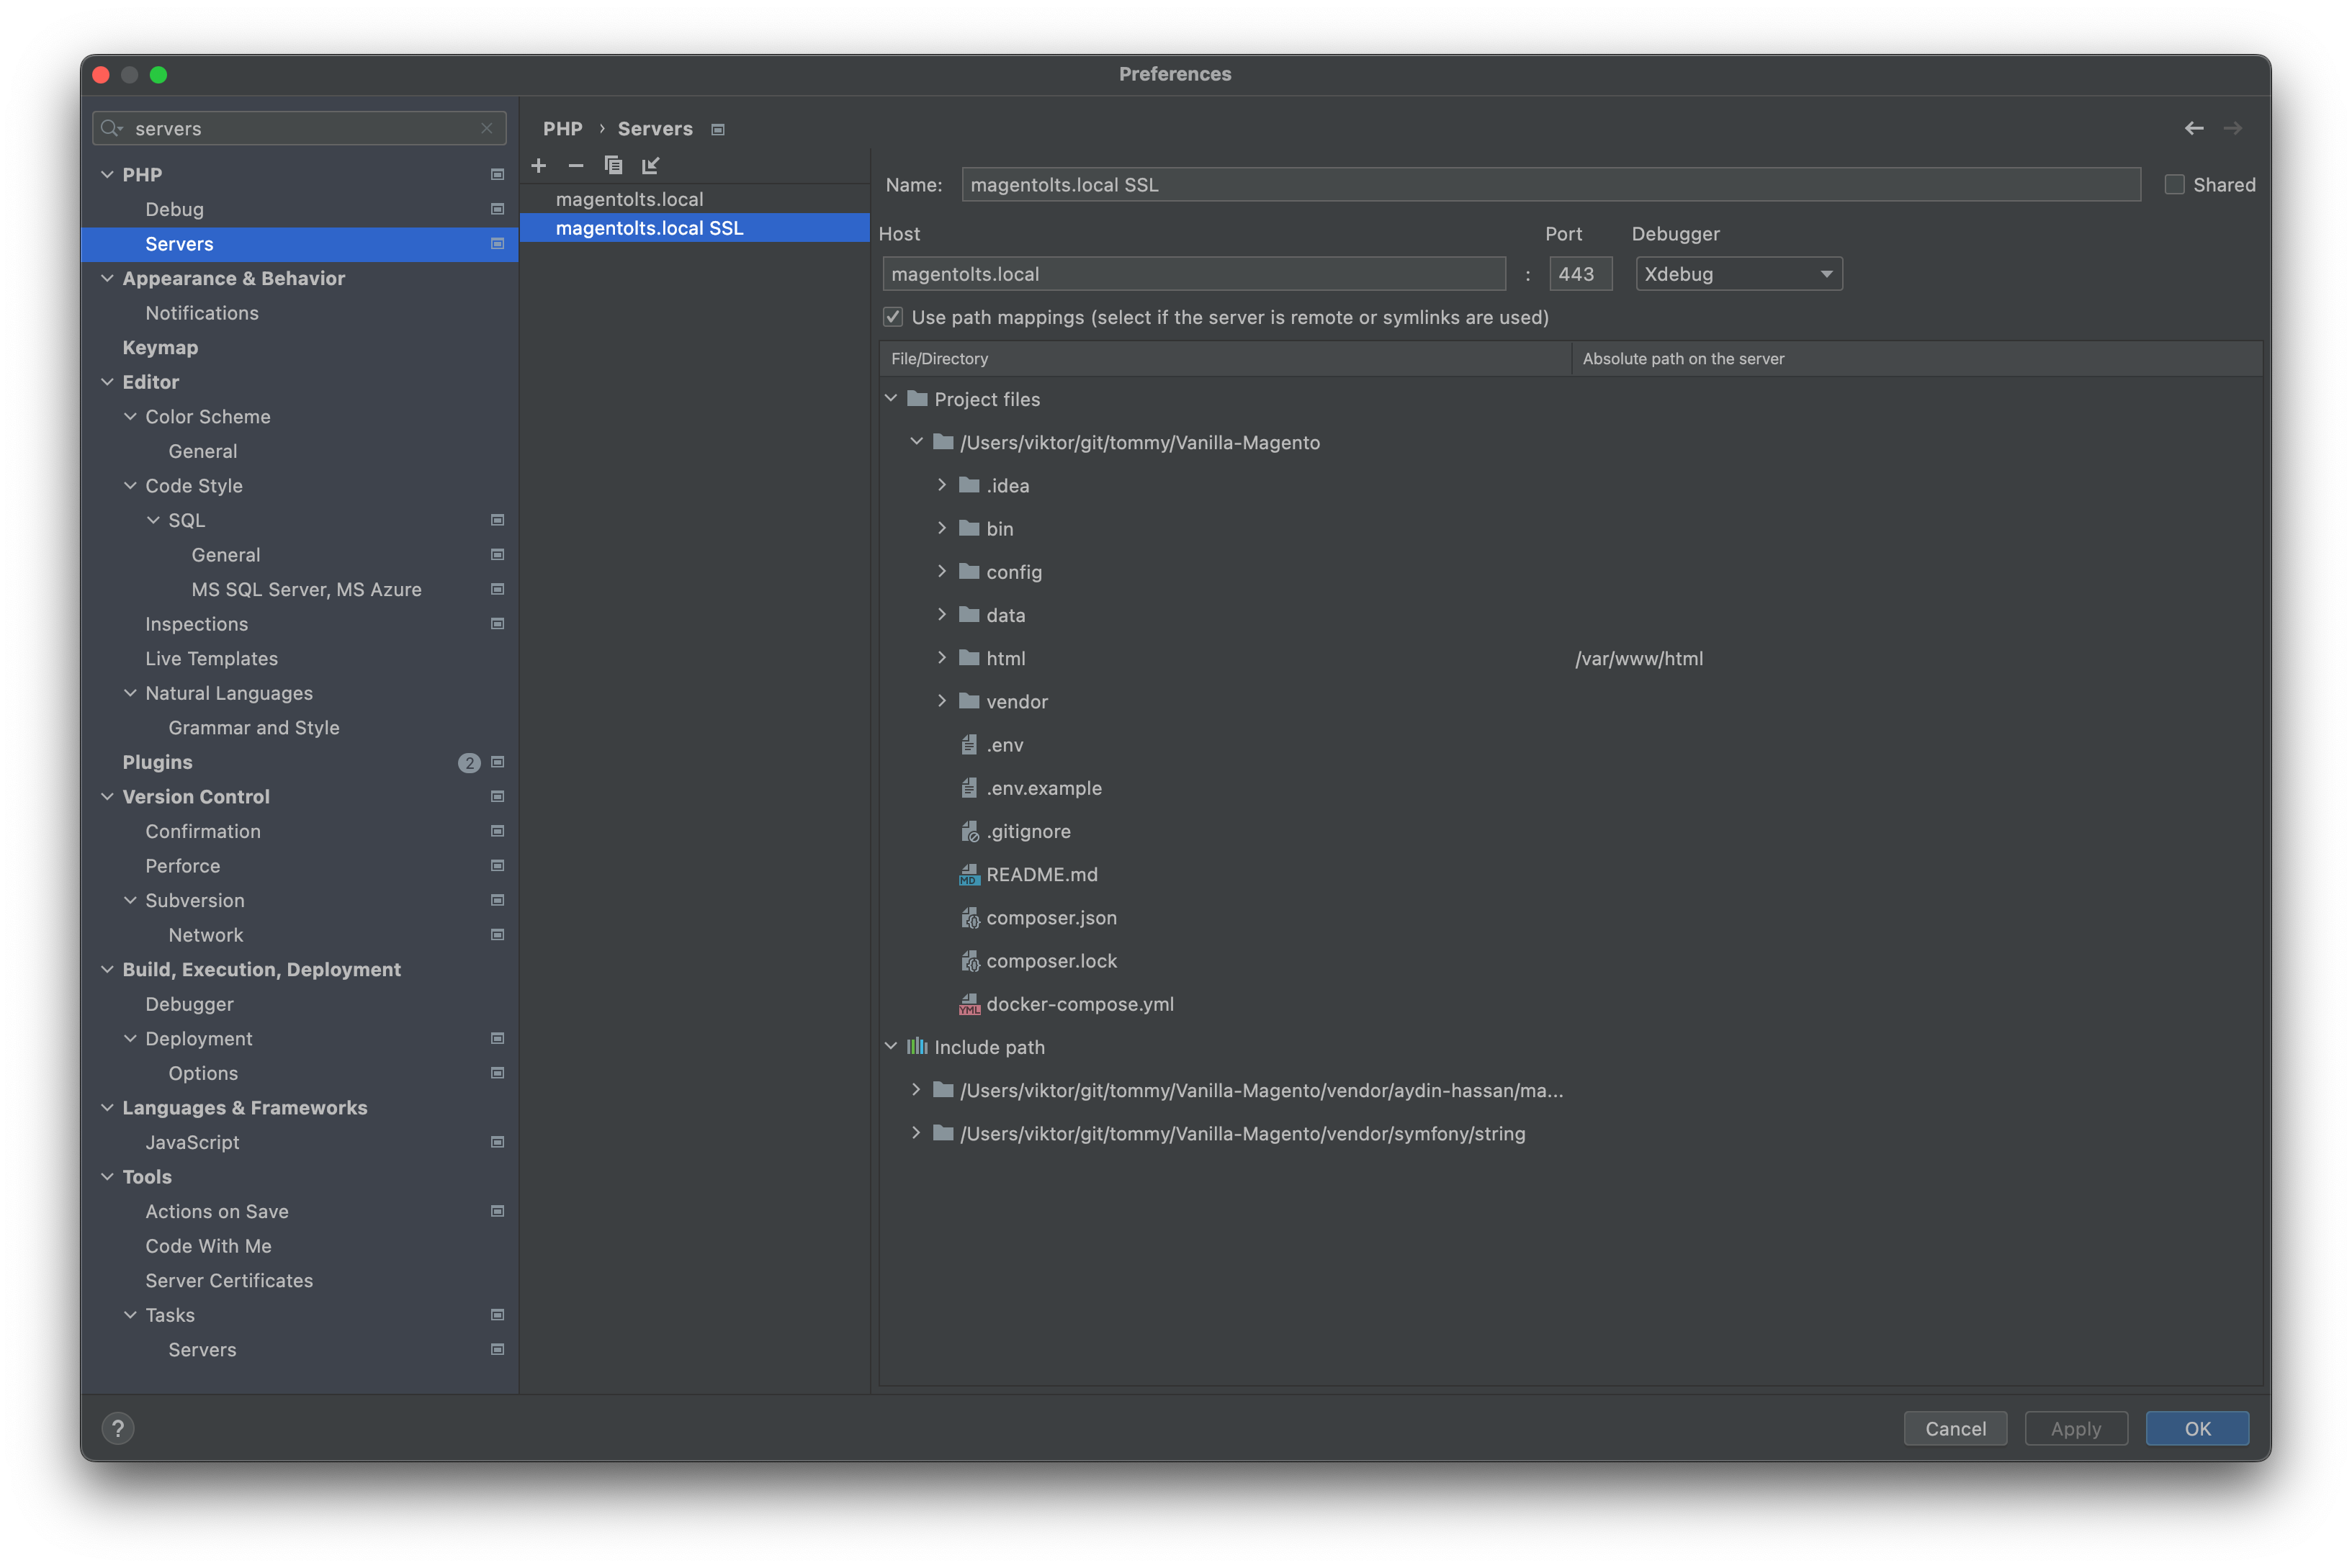 Preferences
servers
PHP
Debug
Servers
Appearance & Behavior
Notifications
Keymap
Editor
Color Scheme
General
Code Style
SQL
General
MS SQL Server, MS Azure
Inspections
Live Templates
Natural Languages
Grammar and Style
Plugins 2
Version Control
Confirmation
Perforce
Subversion
Network
Build, Execution, Deployment
Debugger
Deployment
Options
Languages & Frameworks
JavaScript
Tools
Actions on Save
Code With Me
Server Certificates
Tasks
Servers
PHP › Servers
magentolts.local
magentolts.local SSL
Name: magentolts.local SSL Shared
Host Port Debugger
magentolts.local : 443 Xdebug
Use path mappings (select if the server is remote or symlinks are used)
File/Directory Absolute path on the server
Project files
/Users/viktor/git/tommy/Vanilla-Magento
.idea
bin
config
data
html /var/www/html
vendor
.env
.env.example
.gitignore
MD README.md
composer.json
composer.lock
YML docker-compose.yml
Include path
/Users/viktor/git/tommy/Vanilla-Magento/vendor/aydin-hassan/ma...
/Users/viktor/git/tommy/Vanilla-Magento/vendor/symfony/string
? Cancel Apply OK